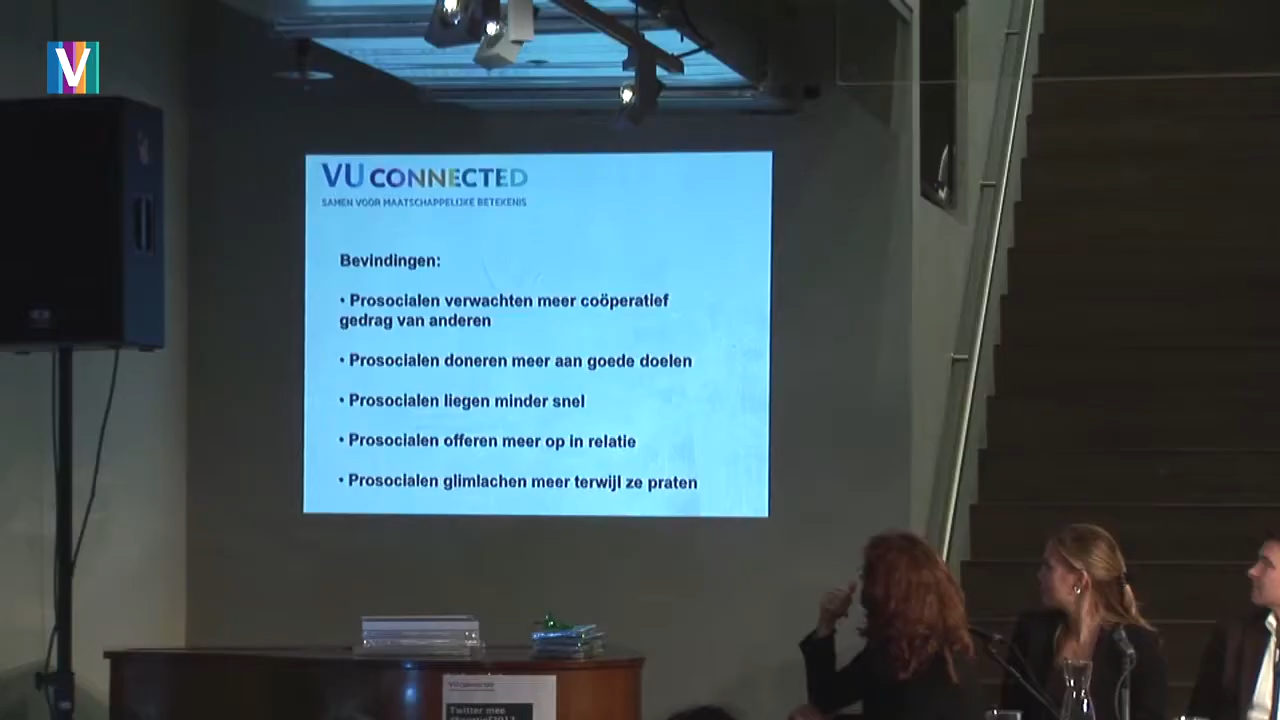 V
VU CONNECTED
SAMEN VOOR MAATSCHAPPELIJKE BETEKENIS
Bevindingen:
• Prosocialen verwachten meer coöperatief
gedrag van anderen
• Prosocialen doneren meer aan goede doelen
• Prosocialen liegen minder snel
• Prosocialen offeren meer op in relatie
• Prosocialen glimlachen meer terwijl ze praten
VU CONNECTED
Twitter mee